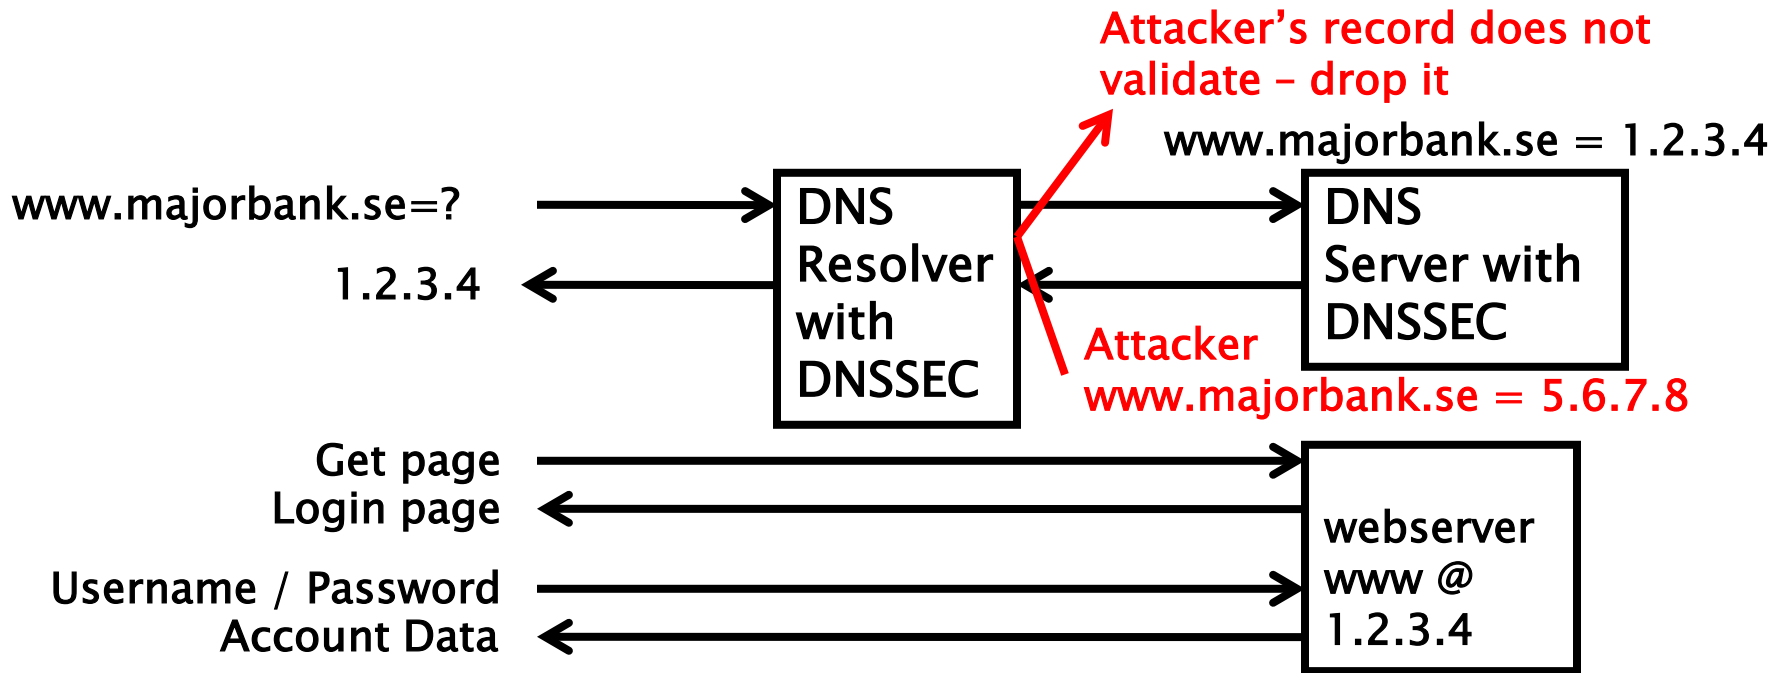 Attacker’s record does not
validate – drop it
www.majorbank.se = 1.2.3.4
www.majorbank.se=?
1.2.3.4
DNS
Resolver
with
DNSSEC
DNS
Server with
DNSSEC
Attacker
www.majorbank.se = 5.6.7.8
Get page
Login page
Username / Password
Account Data
webserver
www @
1.2.3.4